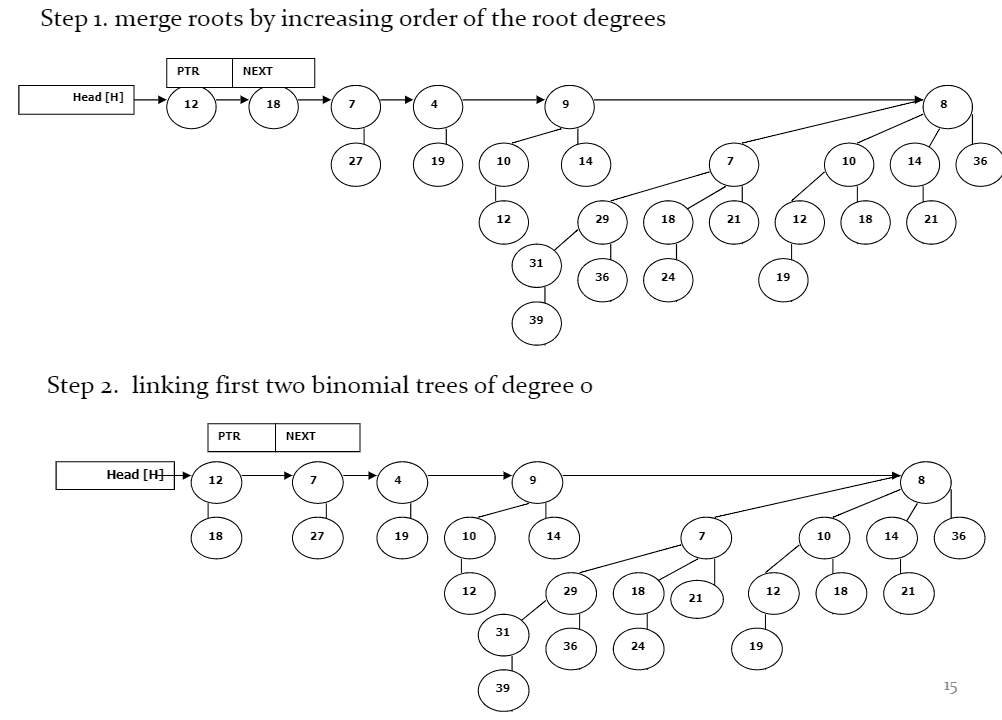 Step 1. merge roots by increasing order of the root degrees
PTR NEXT
Head [H] 12 18 7 4 9 8
27 19 10 14 7 10 14 36
12 29 18 21 12 18 21
31 36 24 19
39
Step 2. linking first two binomial trees of degree 0
PTR NEXT
Head [H] 12 7 4 9 8
18 27 19 10 14 7 10 14 36
12 29 18 21 12 18 21
31 36 24 19
39
15